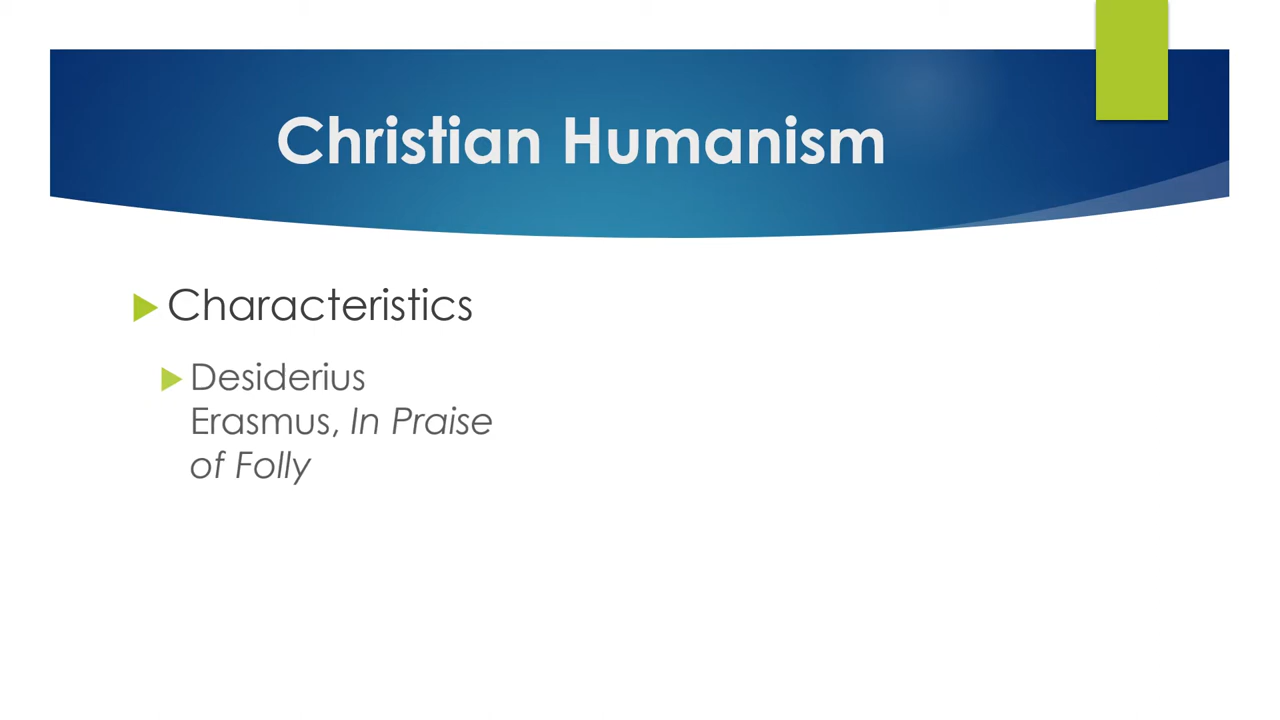 Christian Humanism
Characteristics
Desiderius
Erasmus, In Praise
of Folly